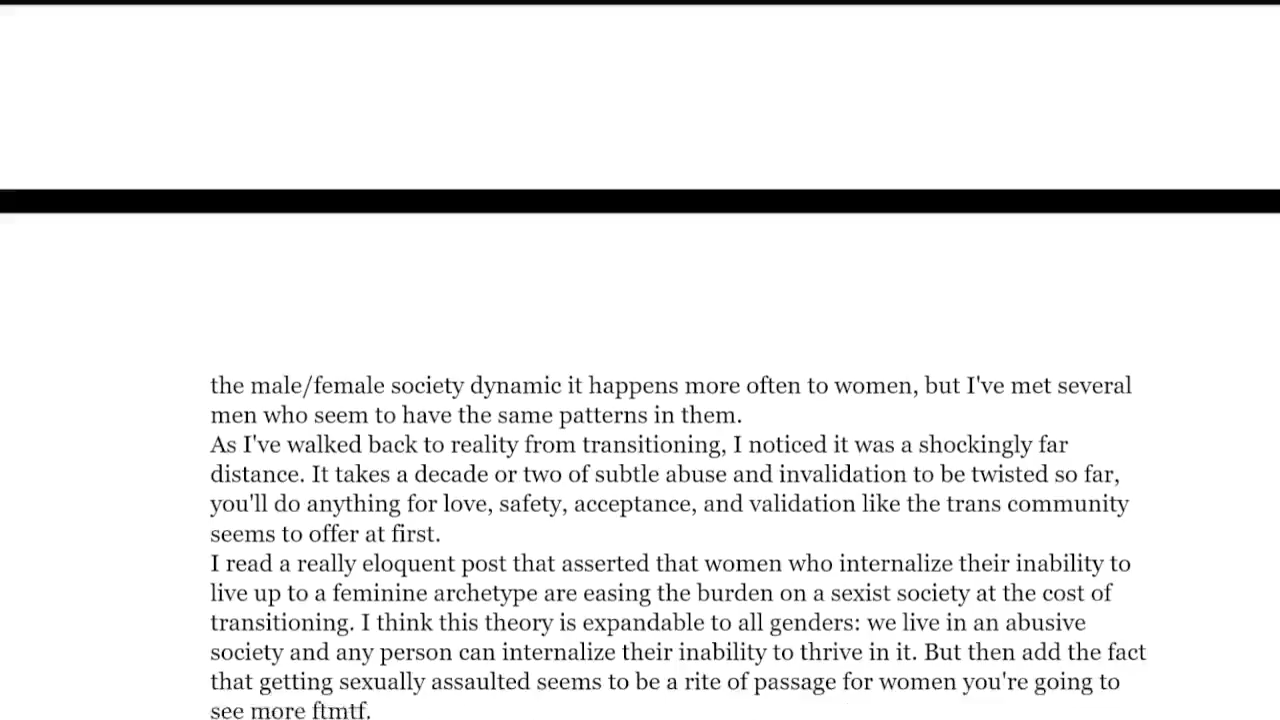 the male/female society dynamic it happens more often to women, but I've met several
men who seem to have the same patterns in them.
As I've walked back to reality from transitioning, I noticed it was a shockingly far
distance. It takes a decade or two of subtle abuse and invalidation to be twisted so far,
you'll do anything for love, safety, acceptance, and validation like the trans community
seems to offer at first.
I read a really eloquent post that asserted that women who internalize their inability to
live up to a feminine archetype are easing the burden on a sexist society at the cost of
transitioning. I think this theory is expandable to all genders: we live in an abusive
society and any person can internalize their inability to thrive in it. But then add the fact
that getting sexually assaulted seems to be a rite of passage for women you're going to
see more ftmtf.